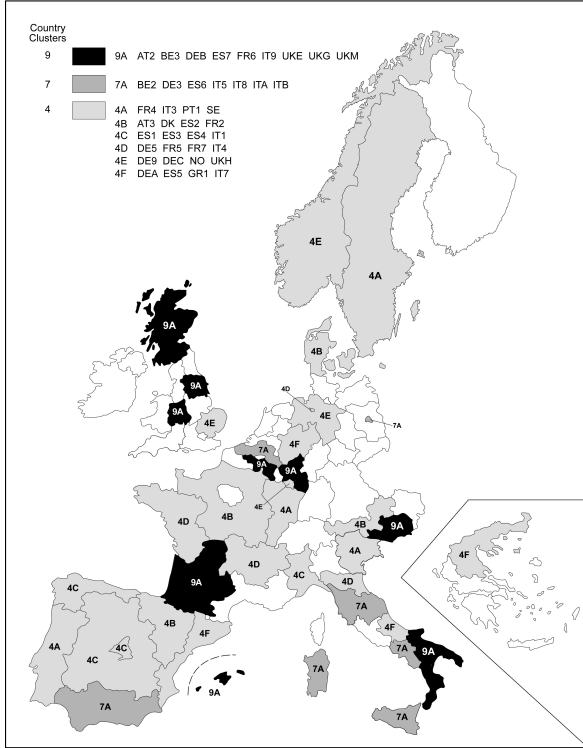 Country
Clusters
9 9A AT2 BE3 DEB ES7 FR6 IT9 UKE UKG UKM
7 7A BE2 DE3 ES6 IT5 IT8 ITA ITB
4 4A FR4 IT3 PT1 SE
4B AT3 DK ES2 FR2
4C ES1 ES3 ES4 IT1
4D DE5 FR5 FR7 IT4
4E DE9 DEC NO UKH
4F DEA ES5 GR1 IT7
4E
4A
9A
4B
9A
4D
4E
9A
4E
7A
4F
7A
9A
9A
4E
4A
4D
4B
4B
9A
4F
4A
9A
4D
4C
4D
4C
7A
4B
4F
4F
4A
4C
4C
7A
9A
7A
9A
7A
7A